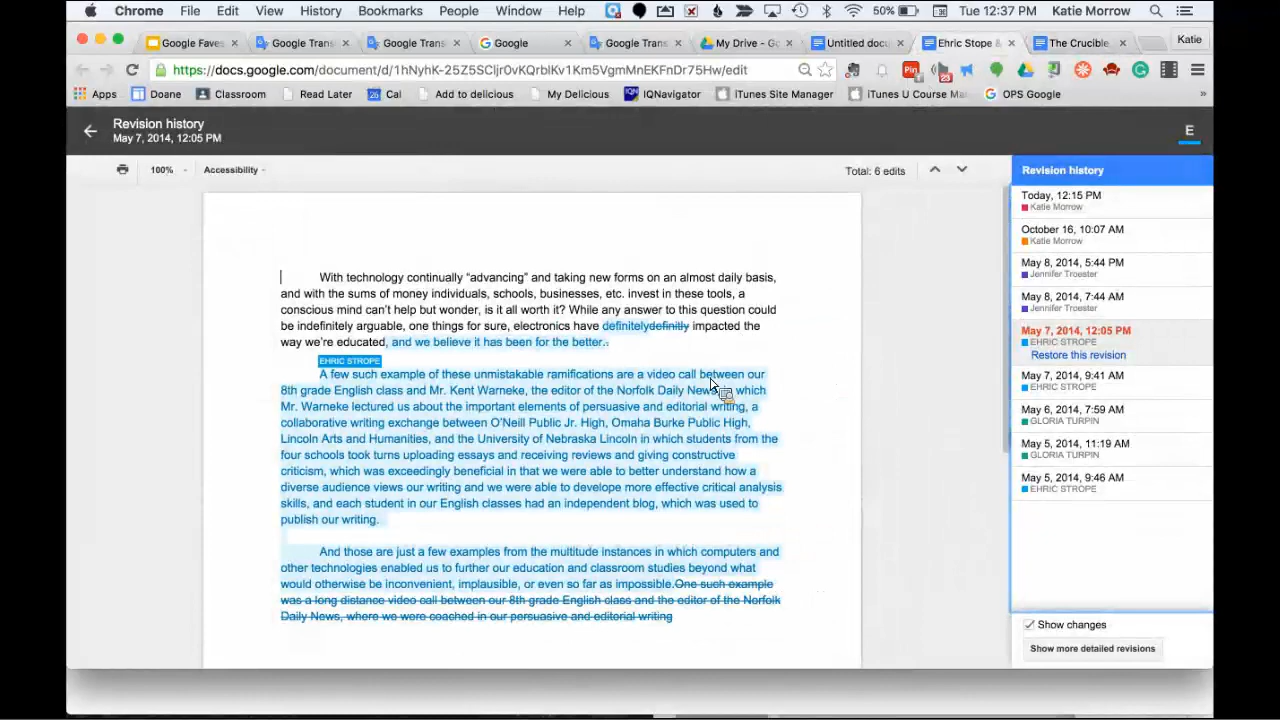 Chrome File Edit View History Bookmarks People Window Help 50% Tue 12:37 PM Katie Morrow
Google Fave Google Trans Google Trans Google Google Trans My Drive - Go Untitled docu Ehric Stope & The Crucible Katie
https://docs.google.com/document/d/1hNyhK-25Z5SCljr0vKQrblKv1Km5VgmMnEKFnDr75Hw/edit
Apps Doane Classroom Read Later 26 Cal Add to delicious My Delicious IQNavigator iTunes Site Manager iTunes U Course Ma OPS Google »
Revision history
May 7, 2014, 12:05 PM
E
100% Accessibility Total: 6 edits
Revision history
Today, 12:15 PM
Katie Morrow
October 16, 10:07 AM
Katie Morrow
May 8, 2014, 5:44 PM
Jennifer Troester
May 8, 2014, 7:44 AM
Jennifer Troester
May 7, 2014, 12:05 PM
EHRIC STROPE
Restore this revision
May 7, 2014, 9:41 AM
EHRIC STROPE
May 6, 2014, 7:59 AM
GLORIA TURPIN
May 5, 2014, 11:19 AM
GLORIA TURPIN
May 5, 2014, 9:46 AM
EHRIC STROPE
Show changes
Show more detailed revisions
With technology continually “advancing” and taking new forms on an almost daily basis,
and with the sums of money individuals, schools, businesses, etc. invest in these tools, a
conscious mind can’t help but wonder, is it all worth it? While any answer to this question could
be indefinitely arguable, one things for sure, electronics have definitelydefinitly impacted the
way we’re educated, and we believe it has been for the better..
EHRIC STROPE
A few such example of these unmistakable ramifications are a video call between our
8th grade English class and Mr. Kent Warneke, the editor of the Norfolk Daily News which
Mr. Warneke lectured us about the important elements of persuasive and editorial writing, a
collaborative writing exchange between O’Neill Public Jr. High, Omaha Burke Public High,
Lincoln Arts and Humanities, and the University of Nebraska Lincoln in which students from the
four schools took turns uploading essays and receiving reviews and giving constructive
criticism, which was exceedingly beneficial in that we were able to better understand how a
diverse audience views our writing and we were able to develope more effective critical analysis
skills, and each student in our English classes had an independent blog, which was used to
publish our writing.
And those are just a few examples from the multitude instances in which computers and
other technologies enabled us to further our education and classroom studies beyond what
would otherwise be inconvenient, implausible, or even so far as impossible.One such example
was a long distance video call between our 8th grade English class and the editor of the Norfolk
Daily News, where we were coached in our persuasive and editorial writing